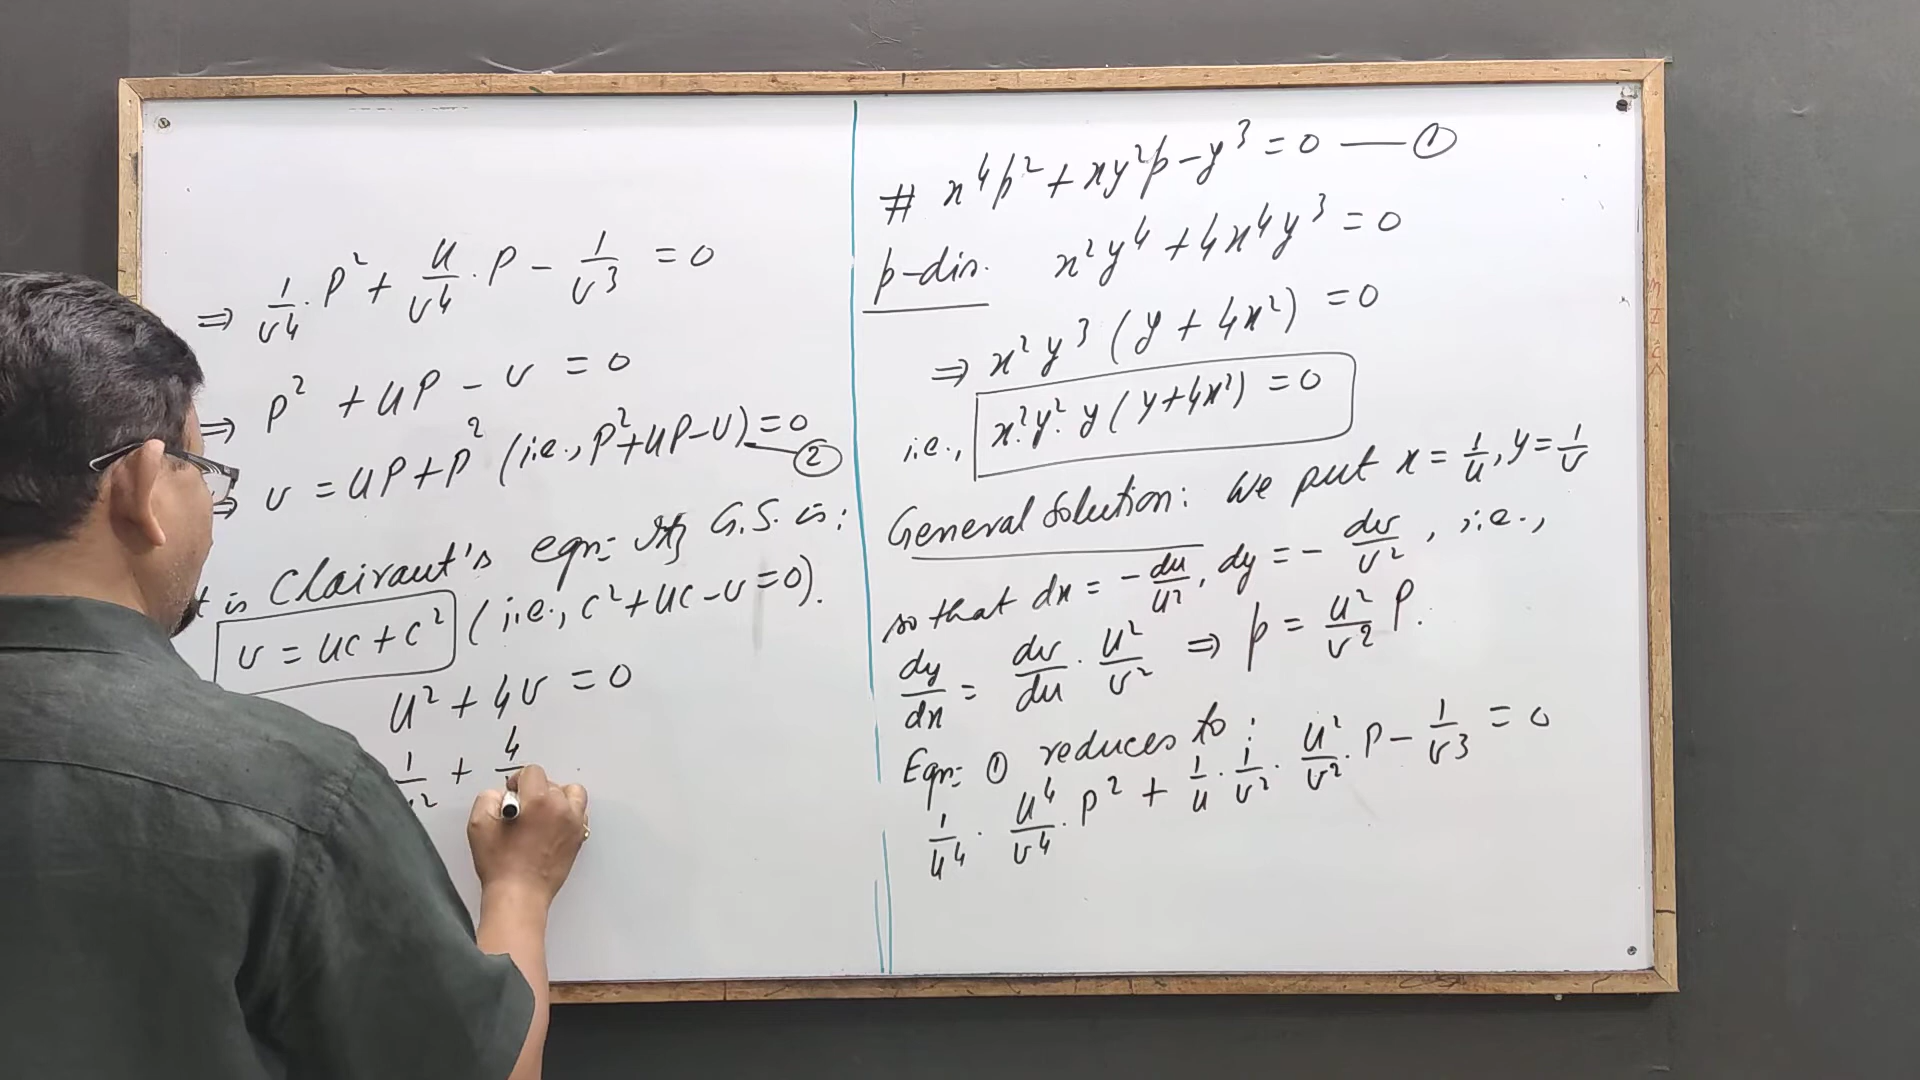 # x⁴p² + xy²p - y³ = 0 — ①
p-dis. x²y⁴ + 4x⁴y³ = 0
⇒ x²y³ (y + 4x²) = 0
i.e., x²y²·y (y+4x²) = 0
General Solution: We put x = 1/u, y = 1/v
so that dx = - du/u², dy = - dv/v², i.e.,
dy/dx = dv/du · u²/v² ⇒ p = u²/v² P.
Eqn: ① reduces to:
1/u⁴ · u⁴/v⁴ · P² + 1/u · 1/v² · u²/v² · P - 1/v³ = 0
⇒ 1/v⁴ · P² + u/v⁴ · P - 1/v³ = 0
⇒ P² + uP - v = 0
⇒ v = uP + P² (i.e., P²+uP-v) = 0 — ②
t is Clairaut's eqn: Its G.S. is:
v = uc + c² (i.e., c²+uc-v=0).
u² + 4v = 0
1/x² + 4/